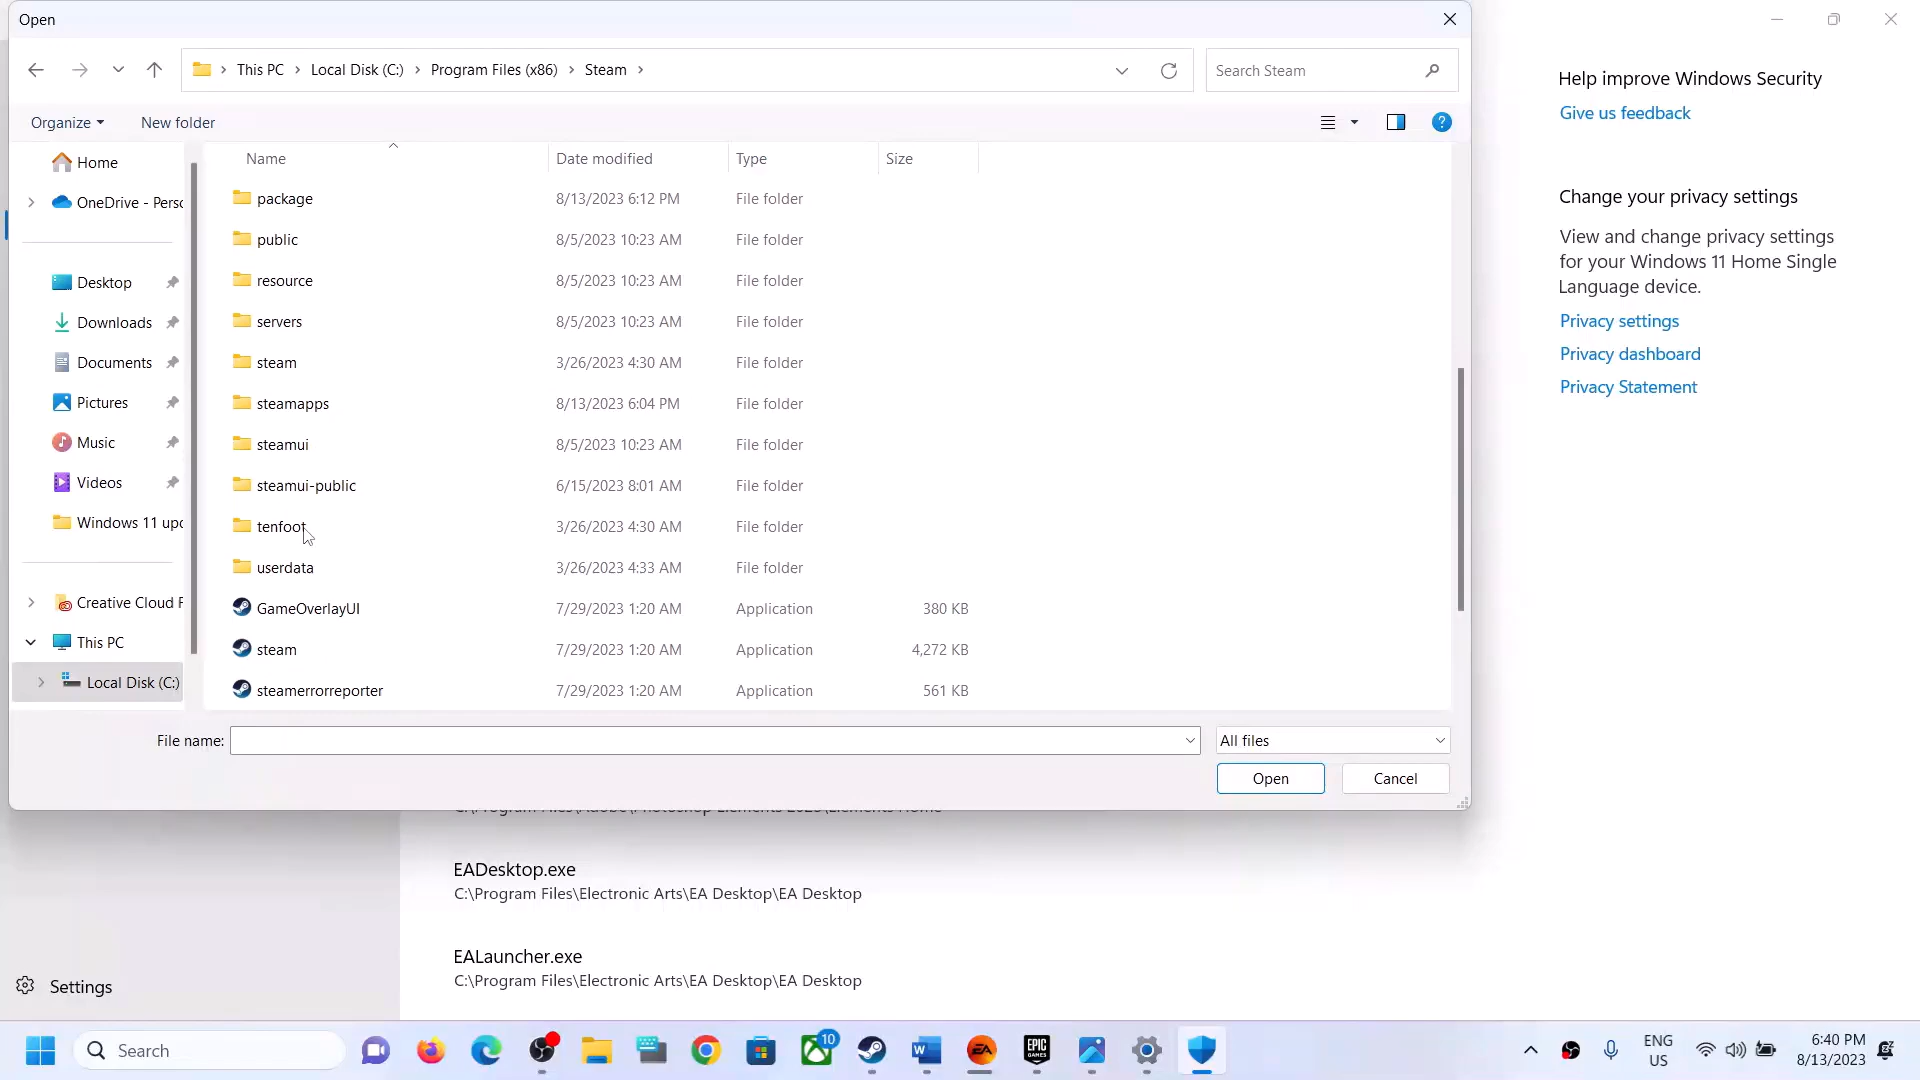 Open
This PC > Local Disk (C:) > Program Files (x86) > Steam >
Search Steam
Organize
New folder
Name
Date modified
Type
Size
Home
OneDrive - Perso
Desktop
Downloads
Documents
Pictures
Music
Videos
Windows 11 upd
Creative Cloud F
This PC
Local Disk (C:)
package 8/13/2023 6:12 PM File folder
public 8/5/2023 10:23 AM File folder
resource 8/5/2023 10:23 AM File folder
servers 8/5/2023 10:23 AM File folder
steam 3/26/2023 4:30 AM File folder
steamapps 8/13/2023 6:04 PM File folder
steamui 8/5/2023 10:23 AM File folder
steamui-public 6/15/2023 8:01 AM File folder
tenfoot 3/26/2023 4:30 AM File folder
userdata 3/26/2023 4:33 AM File folder
GameOverlayUI 7/29/2023 1:20 AM Application 380 KB
steam 7/29/2023 1:20 AM Application 4,272 KB
steamerrorreporter 7/29/2023 1:20 AM Application 561 KB
File name:
All files
Open
Cancel
Help improve Windows Security
Give us feedback
Change your privacy settings
View and change privacy settings
for your Windows 11 Home Single
Language device.
Privacy settings
Privacy dashboard
Privacy Statement
C:\Program Files\Adobe\Photoshop Elements 2023\Elements Home
EADesktop.exe
C:\Program Files\Electronic Arts\EA Desktop\EA Desktop
EALauncher.exe
C:\Program Files\Electronic Arts\EA Desktop\EA Desktop
Settings
Search
10
EA
EPIC
GAMES
ENG
US
6:40 PM
8/13/2023